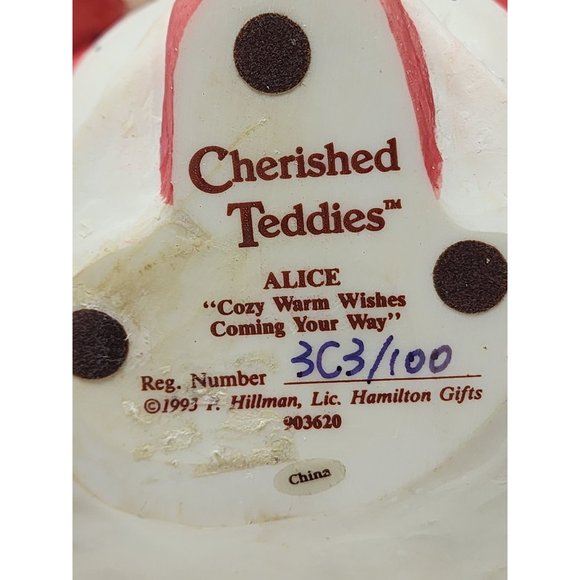 Cherished
Teddies™
ALICE
"Cozy Warm Wishes
Coming Your Way"
Reg. Number 3C3/100
©1993 P. Hillman, Lic. Hamilton Gifts
903620
China